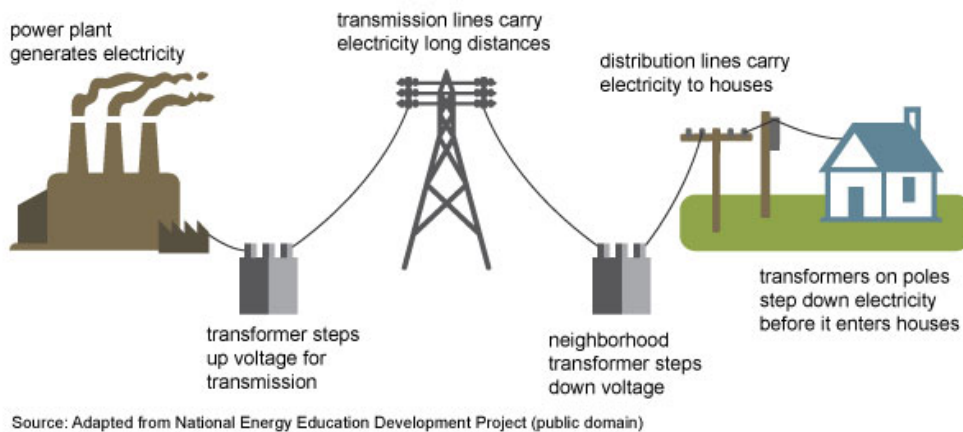 power plant
generates electricity
transmission lines carry
electricity long distances
distribution lines carry
electricity to houses
transformer steps
up voltage for
transmission
neighborhood
transformer steps
down voltage
transformers on poles
step down electricity
before it enters houses
Source: Adapted from National Energy Education Development Project (public domain)